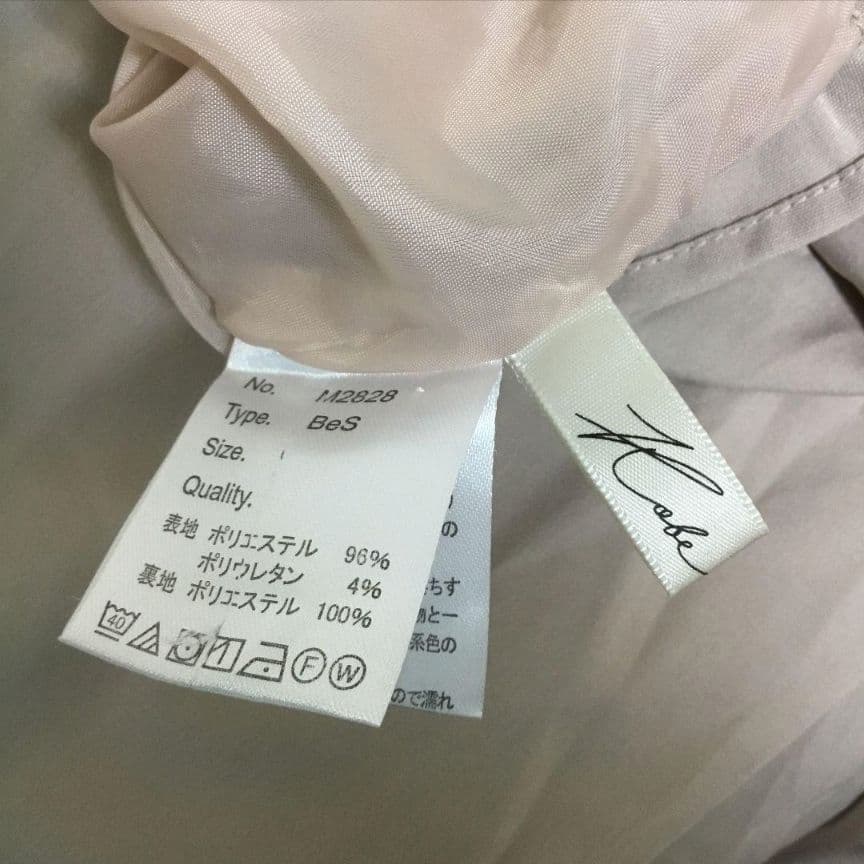 No. M2828
Type. BeS
Size.
Quality.
表地 ポリエステル 96%
ポリウレタン 4%
裏地 ポリエステル 100%
40
F W
の
ちす
物と一
系色の
ので濡れ